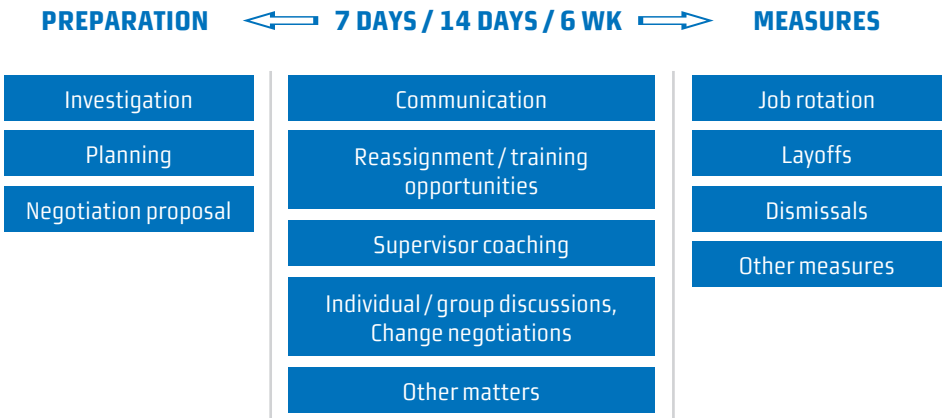 PREPARATION
7 DAYS / 14 DAYS / 6 WK
MEASURES
Investigation
Planning
Negotiation proposal
Communication
Reassignment / training
opportunities
Supervisor coaching
Individual / group discussions,
Change negotiations
Other matters
Job rotation
Layoffs
Dismissals
Other measures